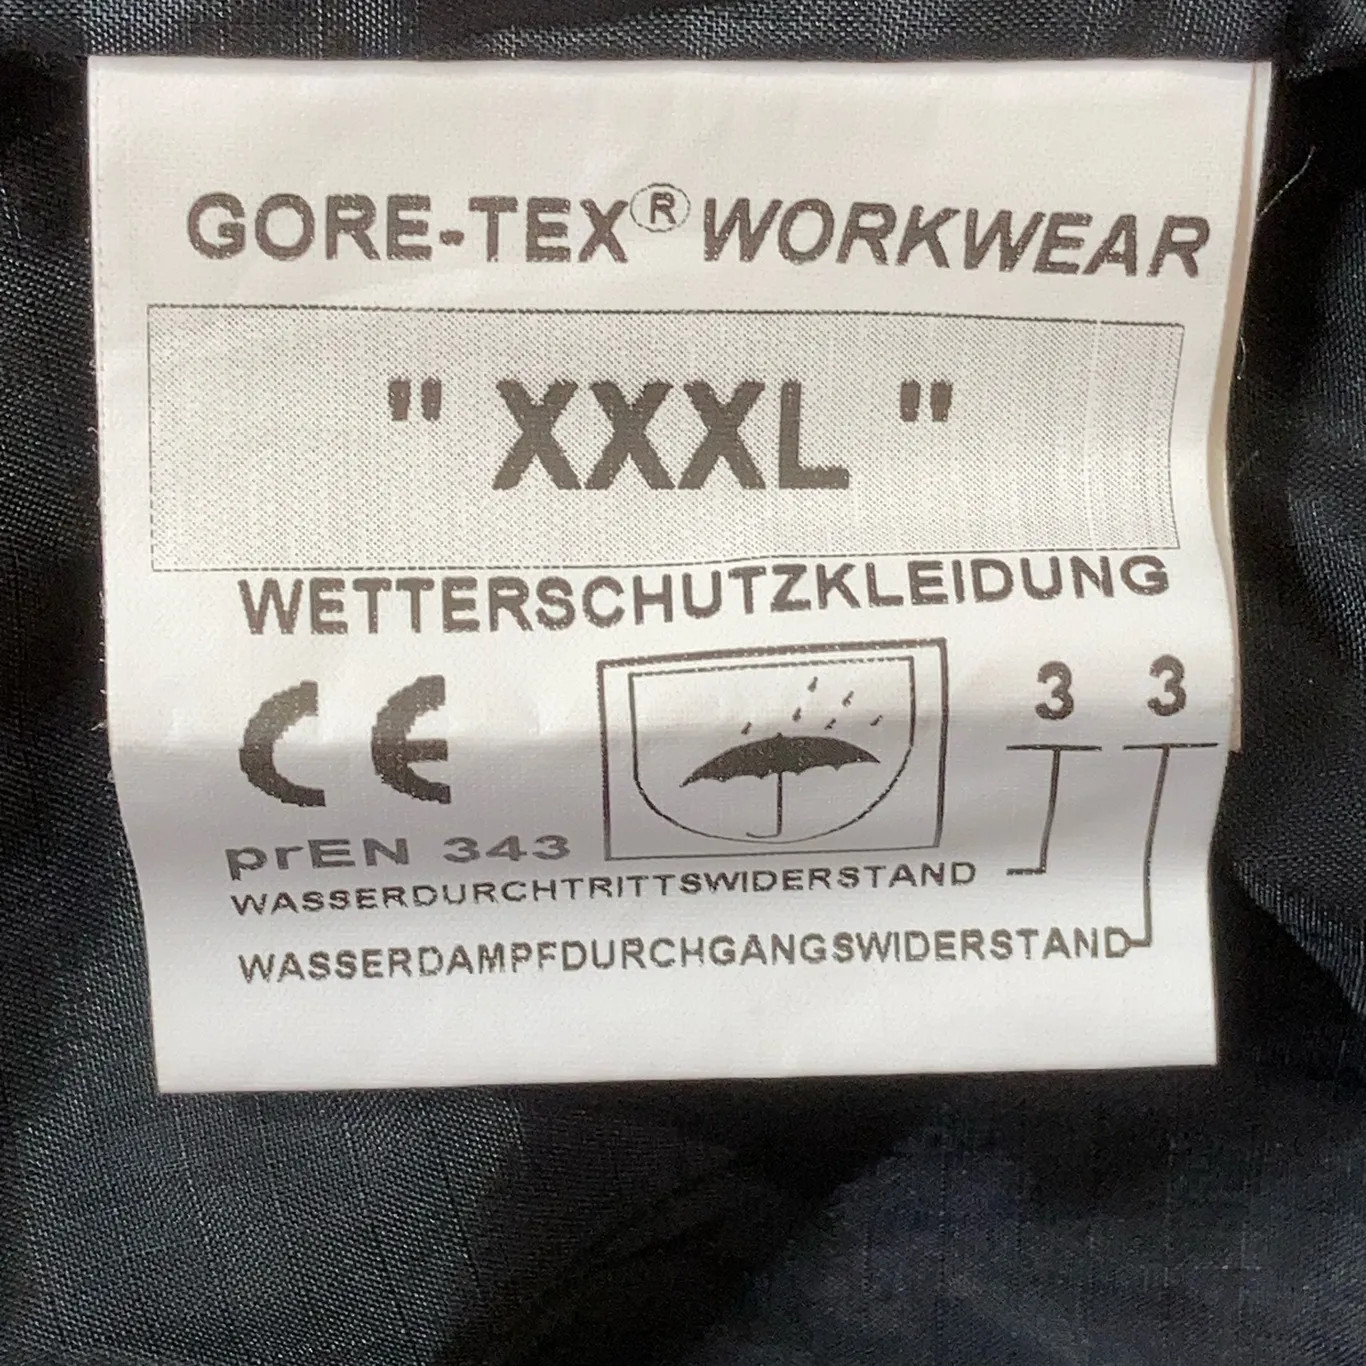 GORE-TEX® WORKWEAR
" XXXL "
WETTERSCHUTZKLEIDUNG
CE
3 3
prEN 343
WASSERDURCHTRITTSWIDERSTAND
WASSERDAMPFDURCHGANGSWIDERSTAND